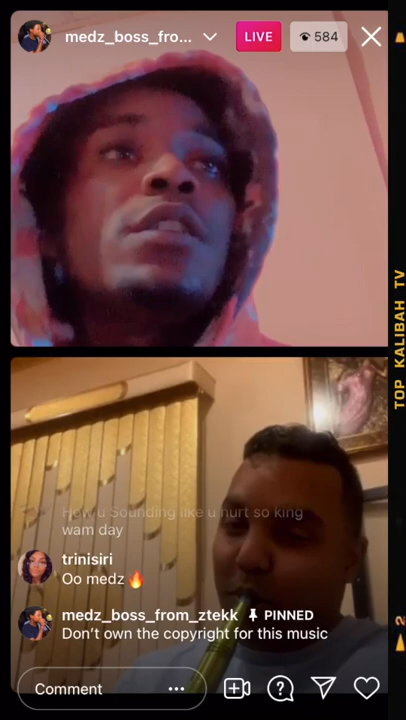 medz_boss_fro...
LIVE
584
TOP KALIBAH TV
How u Sounding like u hurt so king
wam day
trinisiri
Oo medz 🔥
medz_boss_from_ztekk 📌 PINNED
Don't own the copyright for this music
Comment